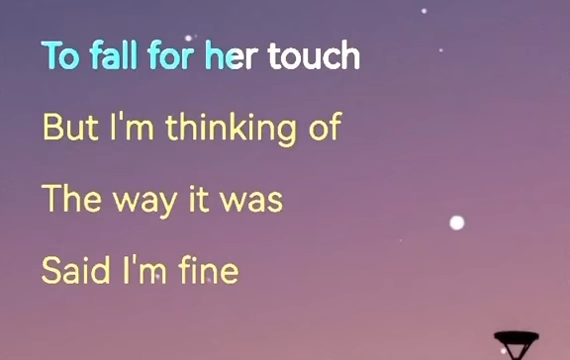 To fall for her touch
But I'm thinking of
The way it was
Said I'm fine